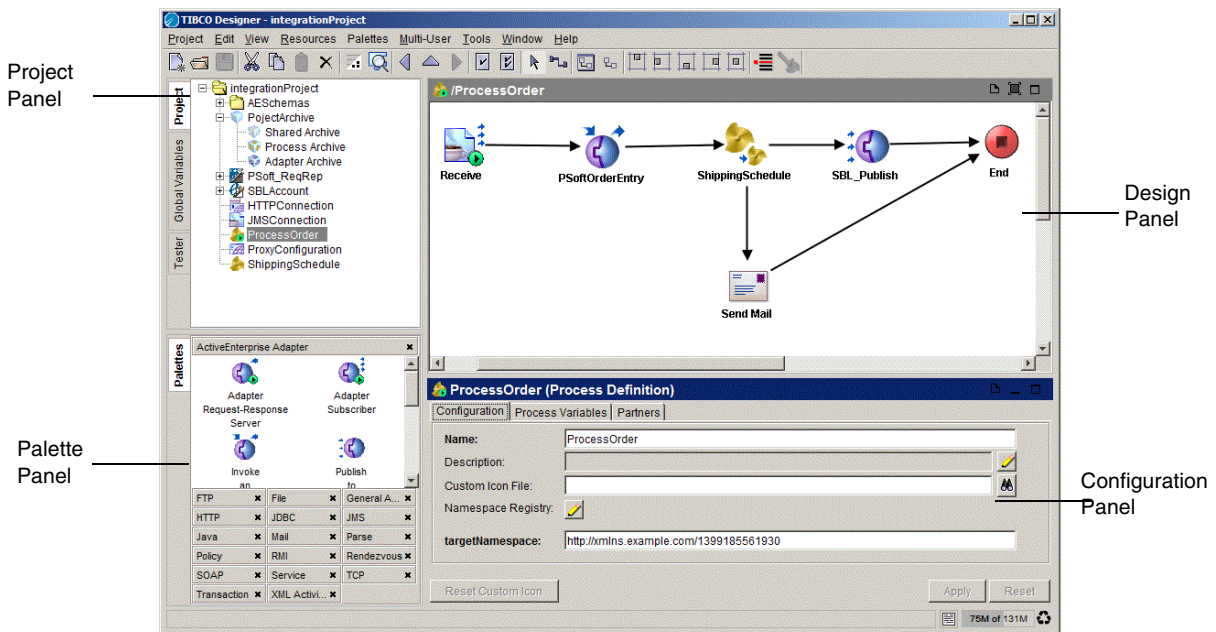 TIBCO Designer - integrationProject
Project Edit View Resources Palettes Multi-User Tools Window Help
Project
Panel
Project
Global Variables
Tester
integrationProject
AESchemas
PojectArchive
Shared Archive
Process Archive
Adapter Archive
PSoft_ReqRep
SBLAccount
HTTPConnection
JMSConnection
ProcessOrder
ProxyConfiguration
ShippingSchedule
/ProcessOrder
Receive
PSoftOrderEntry
ShippingSchedule
SBL_Publish
End
Send Mail
Design
Panel
Palettes
ActiveEnterprise Adapter
Adapter
Request-Response
Server
Adapter
Subscriber
Invoke
an
Publish
to
Palette
Panel
FTP File General A...
HTTP JDBC JMS
Java Mail Parse
Policy RMI Rendezvous
SOAP Service TCP
Transaction XML Activi...
ProcessOrder (Process Definition)
Configuration Process Variables Partners
Name: ProcessOrder
Description:
Custom Icon File:
Namespace Registry:
targetNamespace: http://xmlns.example.com/1399185561930
Configuration
Panel
Reset Custom Icon Apply Reset
75M of 131M